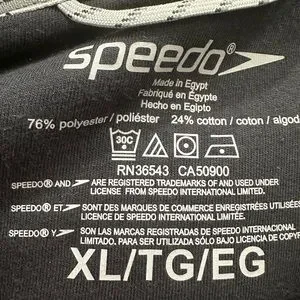 speedo®
Made in Egypt
Fabriqué en Égypte
Hecho en Egipto
76% polyester / poliéster 24% cotton / coton / algod
30C
RN36543 CA50900
SPEEDO® AND ARE REGISTERED TRADEMARKS OF AND USED UNDER
LICENSE FROM SPEEDO INTERNATIONAL LIMITED.
SPEEDO® ET SONT DES MARQUES DE COMMERCE ENREGISTRÉES UTILISÉES
LICENCE DE SPEEDO INTERNATIONAL LIMITED.
SPEEDO® Y SON LAS MARCAS REGISTRADAS DE SPEEDO INTERNACIONAL
LIMITADO. PARA SER UTILIZADA SÓLO BAJO LICENCIA DE COPYR
XL/TG/EG